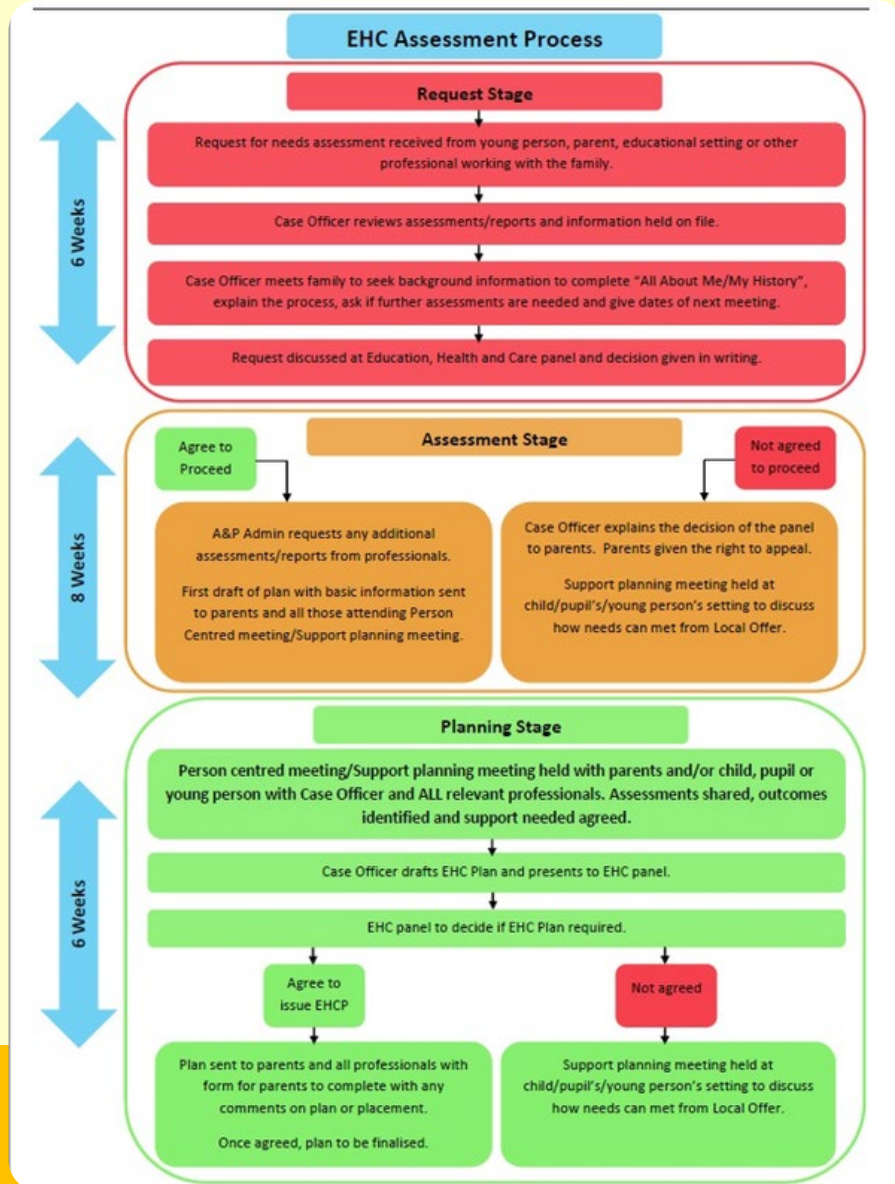 EHC Assessment Process
6 Weeks
Request Stage
Request for needs assessment received from young person, parent, educational setting or other
professional working with the family.
Case Officer reviews assessments/reports and information held on file.
Case Officer meets family to seek background information to complete “All About Me/My History”,
explain the process, ask if further assessments are needed and give dates of next meeting.
Request discussed at Education, Health and Care panel and decision given in writing.
8 Weeks
Assessment Stage
Agree to
Proceed
A&P Admin requests any additional
assessments/reports from professionals.
First draft of plan with basic information sent
to parents and all those attending Person
Centred meeting/Support planning meeting.
Not agreed
to proceed
Case Officer explains the decision of the panel
to parents. Parents given the right to appeal.
Support planning meeting held at
child/pupil’s/young person’s setting to discuss
how needs can met from Local Offer.
6 Weeks
Planning Stage
Person centred meeting/Support planning meeting held with parents and/or child, pupil or
young person with Case Officer and ALL relevant professionals. Assessments shared, outcomes
identified and support needed agreed.
Case Officer drafts EHC Plan and presents to EHC panel.
EHC panel to decide if EHC Plan required.
Agree to
issue EHCP
Plan sent to parents and all professionals with
form for parents to complete with any
comments on plan or placement.
Once agreed, plan to be finalised.
Not agreed
Support planning meeting held at
child/pupil’s/young person’s setting to discuss
how needs can met from Local Offer.